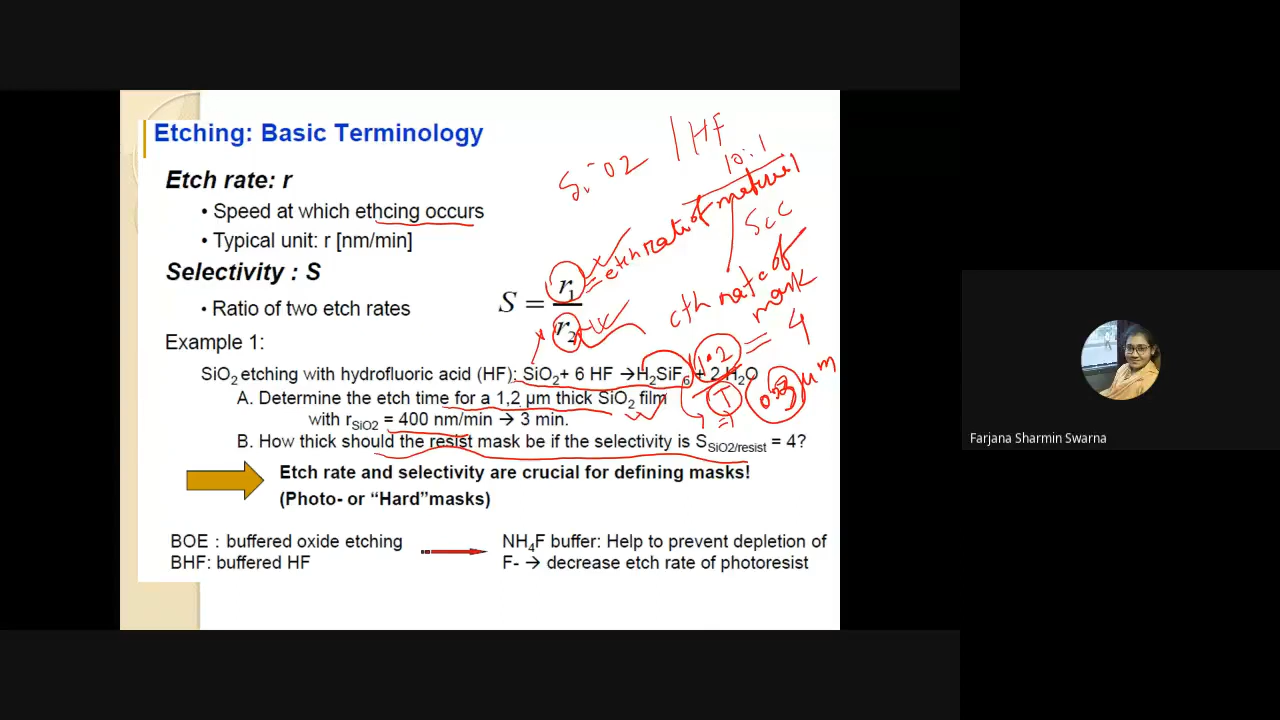 Etching: Basic Terminology
SiO2 | HF
10:1
Etch rate: r
• Speed at which ethcing occurs
• Typical unit: r [nm/min]
Selectivity : S
• Ratio of two etch rates
S = r1 / r2
= etch rate of material
etch rate of
mask
1.2 = 4
T
μm
Example 1:
SiO2 etching with hydrofluoric acid (HF): SiO2+ 6 HF →H2SiF6 + 2 H2O
A. Determine the etch time for a 1,2 μm thick SiO2 film
with rSiO2 = 400 nm/min → 3 min.
B. How thick should the resist mask be if the selectivity is SSiO2/resist = 4?
Etch rate and selectivity are crucial for defining masks!
(Photo- or “Hard”masks)
BOE : buffered oxide etching
BHF: buffered HF
NH4F buffer: Help to prevent depletion of
F- → decrease etch rate of photoresist
Farjana Sharmin Swarna